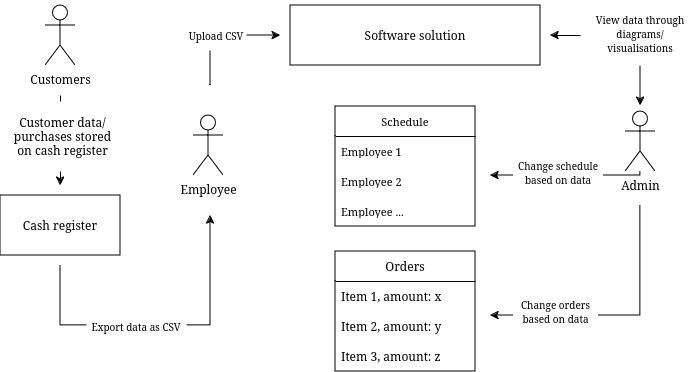 Customers
Customer data/
purchases stored
on cash register
Cash register
Export data as CSV
Employee
Upload CSV
Software solution
View data through
diagrams/
visualisations
Admin
Change schedule
based on data
Schedule
Employee 1
Employee 2
Employee ...
Change orders
based on data
Orders
Item 1, amount: x
Item 2, amount: y
Item 3, amount: z